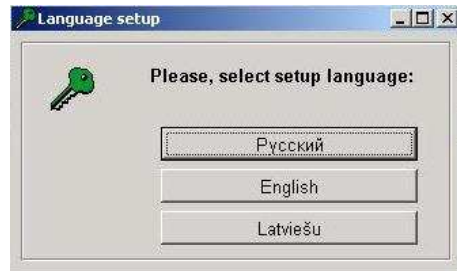 Language setup
Please, select setup language:
Русский
English
Latviešu